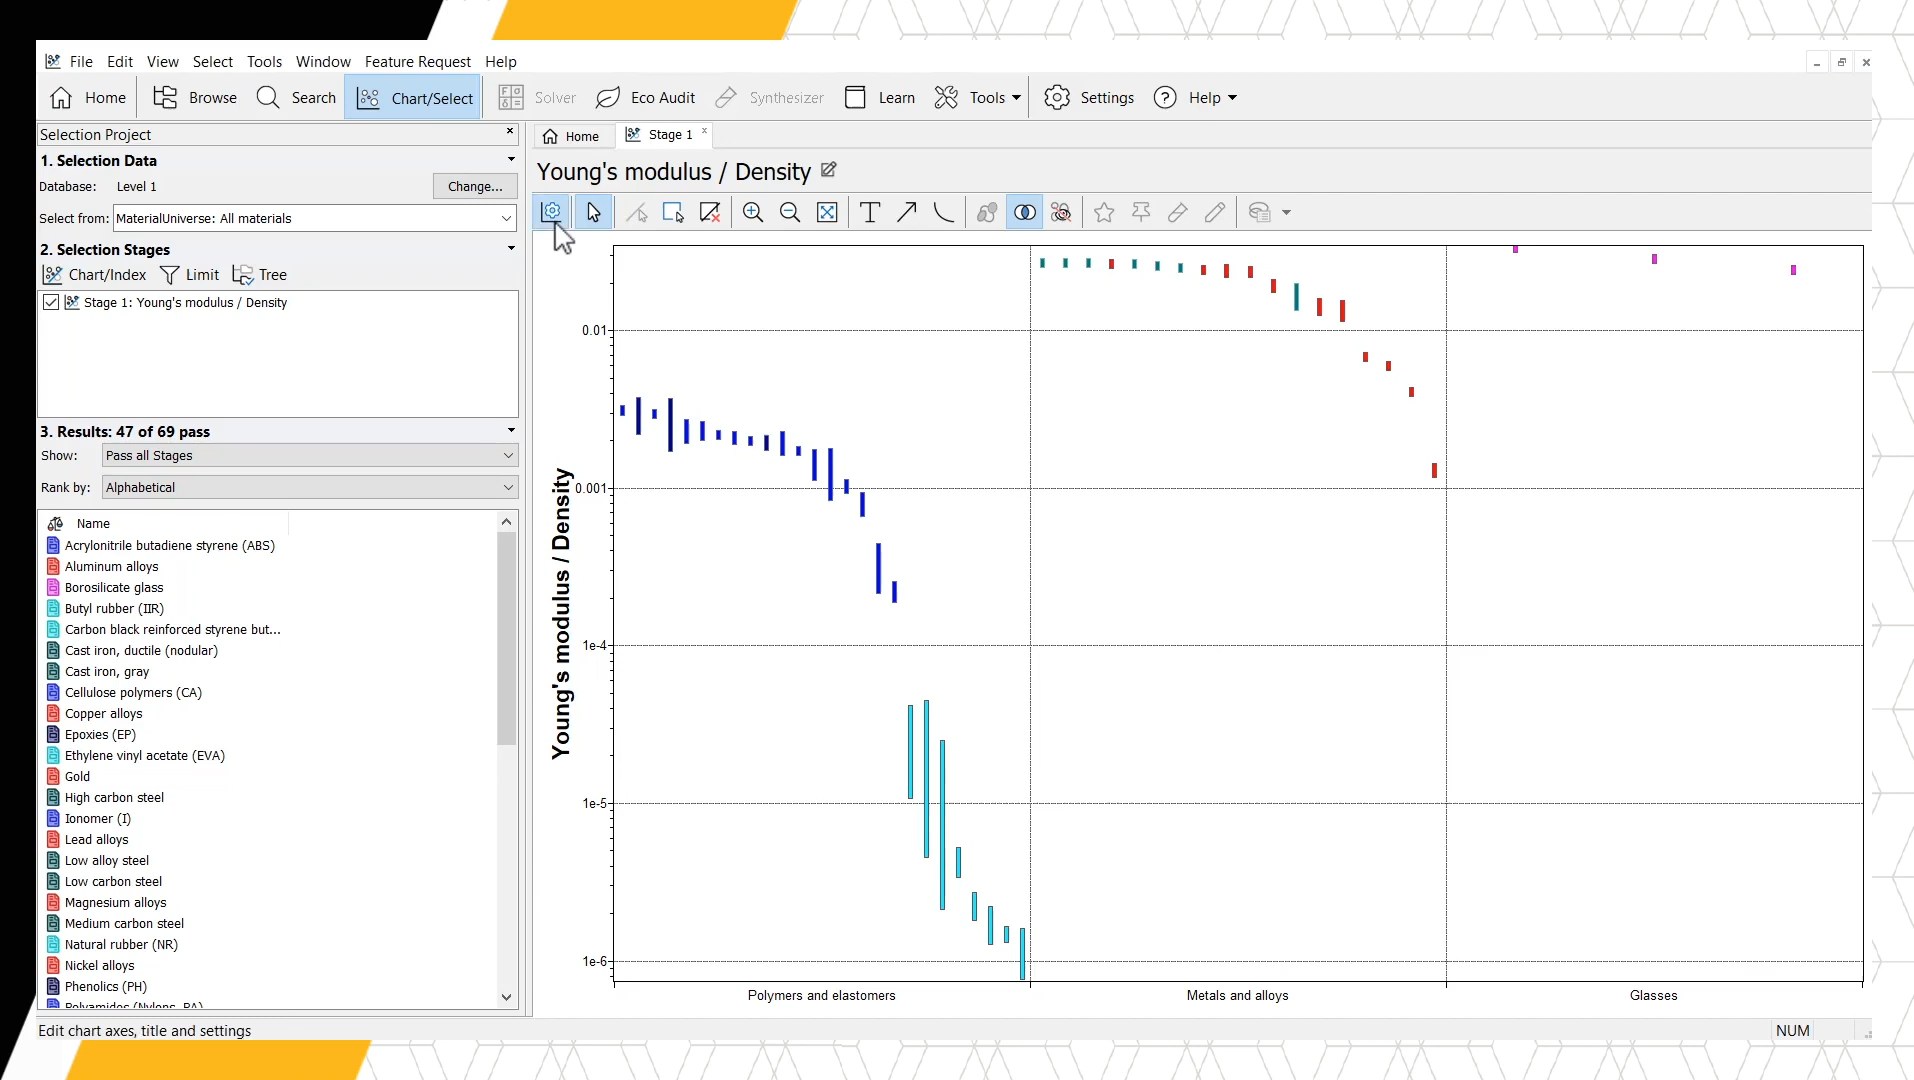 File Edit View Select Tools Window Feature Request Help
Home Browse Search Chart/Select Solver Eco Audit Synthesizer Learn Tools Settings Help
Selection Project
1. Selection Data
Database: Level 1 Change...
Select from: MaterialUniverse: All materials
2. Selection Stages
Chart/Index Limit Tree
Stage 1: Young's modulus / Density
3. Results: 47 of 69 pass
Show: Pass all Stages
Rank by: Alphabetical
Name
Acrylonitrile butadiene styrene (ABS)
Aluminum alloys
Borosilicate glass
Butyl rubber (IIR)
Carbon black reinforced styrene but...
Cast iron, ductile (nodular)
Cast iron, gray
Cellulose polymers (CA)
Copper alloys
Epoxies (EP)
Ethylene vinyl acetate (EVA)
Gold
High carbon steel
Ionomer (I)
Lead alloys
Low alloy steel
Low carbon steel
Magnesium alloys
Medium carbon steel
Natural rubber (NR)
Nickel alloys
Phenolics (PH)
Polyamides (Nylons, PA)
Home Stage 1
Young's modulus / Density
Young's modulus / Density
0.01
0.001
1e-4
1e-5
1e-6
Polymers and elastomers Metals and alloys Glasses
Edit chart axes, title and settings NUM